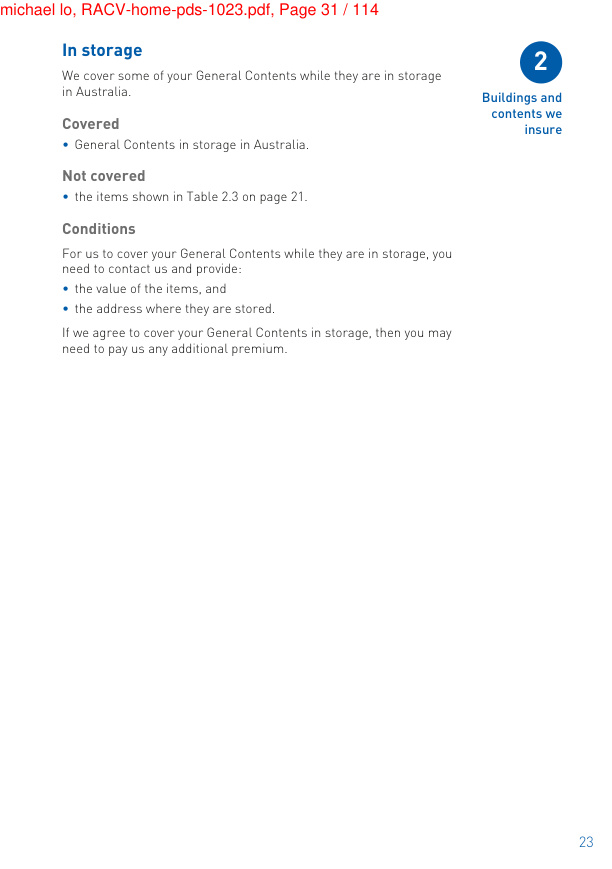 michael lo, RACV-home-pds-1023.pdf, Page 31 / 114
In storage
We cover some of your General Contents while they are in storage
in Australia.
Covered
• General Contents in storage in Australia.
Not covered
• the items shown in Table 2.3 on page 21.
Conditions
For us to cover your General Contents while they are in storage, you
need to contact us and provide:
• the value of the items, and
• the address where they are stored.
If we agree to cover your General Contents in storage, then you may
need to pay us any additional premium.
2
Buildings and
contents we
insure
23